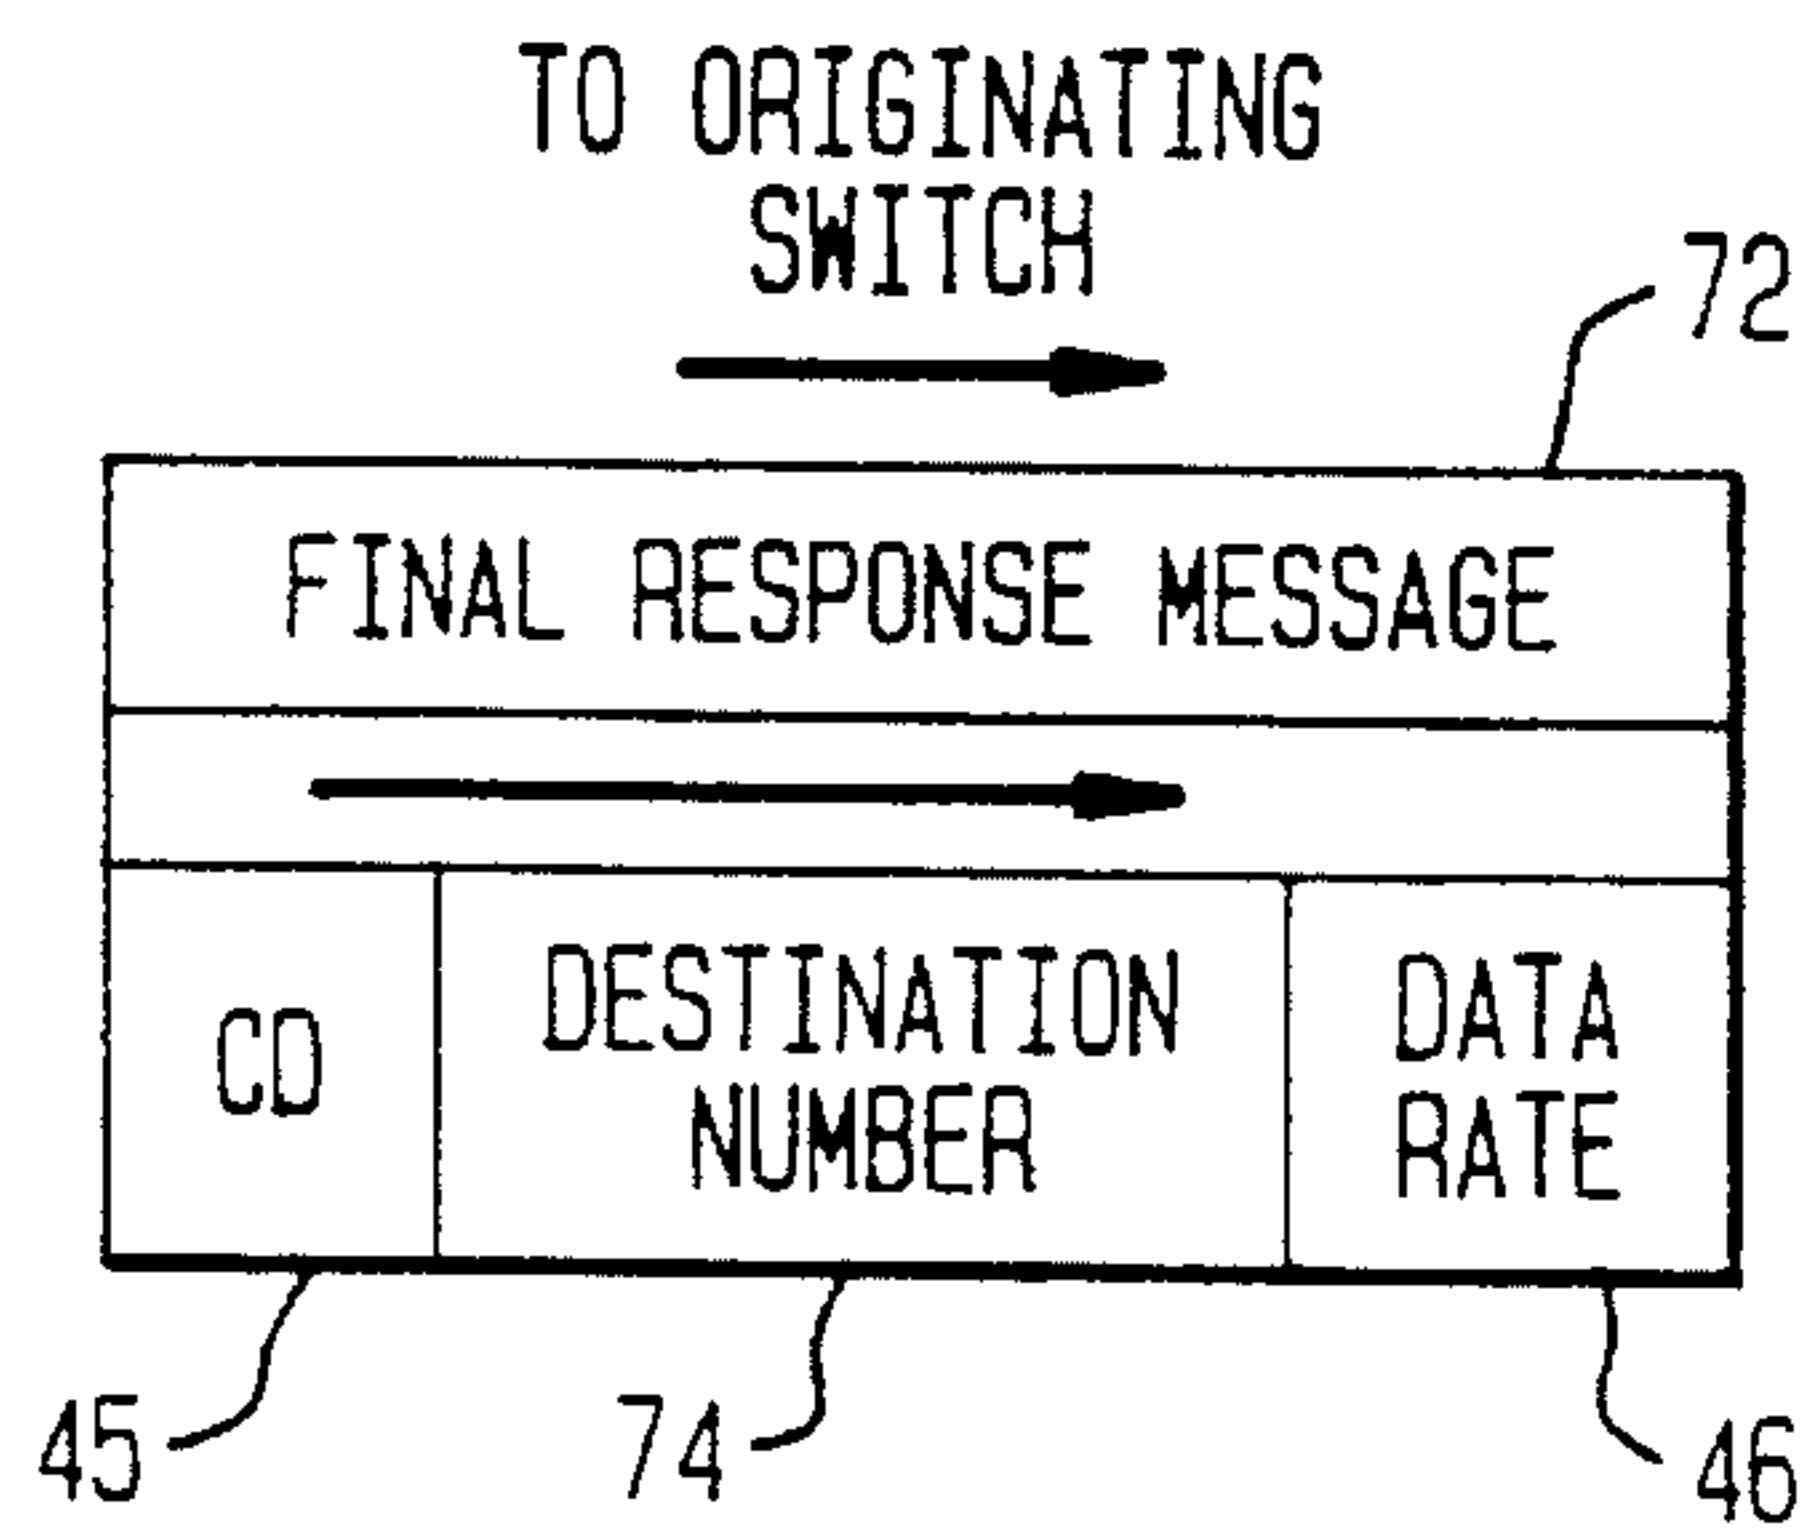 TO ORIGINATING
SWITCH
72
FINAL RESPONSE MESSAGE
CD
DESTINATION
NUMBER
DATA
RATE
45
74
46